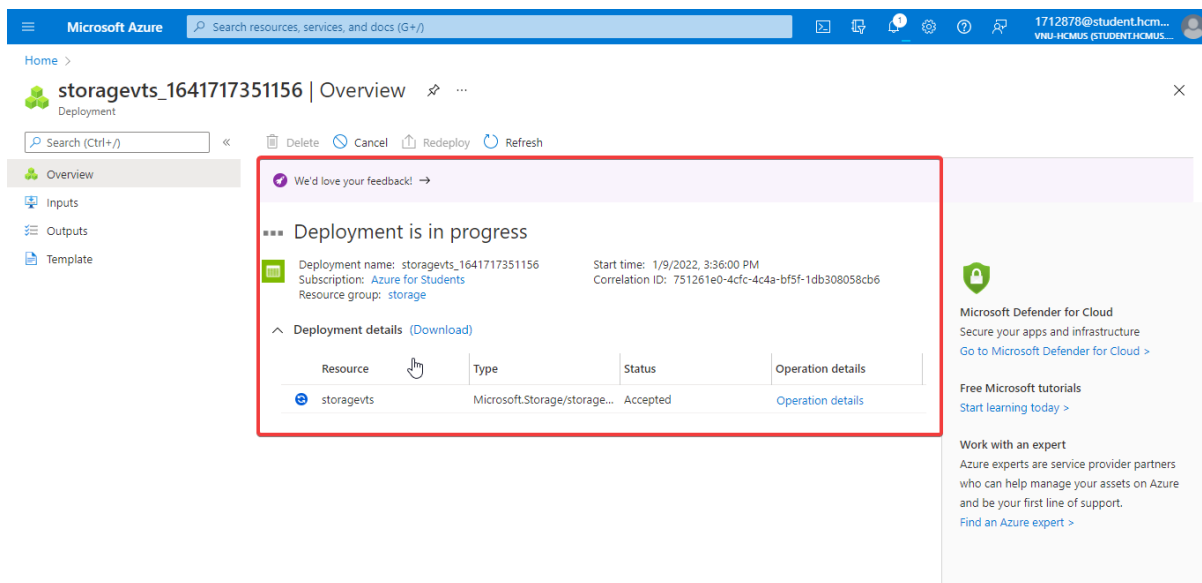 Microsoft Azure
Search resources, services, and docs (G+/)
1
1712878@student.hcm...
VNU-HCMUS (STUDENT.HCMUS....
Home >
storagevts_1641717351156 | Overview ...
Deployment
Search (Ctrl+/)
«
Delete Cancel Redeploy Refresh
Overview
Inputs
Outputs
Template
We'd love your feedback! →
Deployment is in progress
Deployment name: storagevts_1641717351156
Subscription: Azure for Students
Resource group: storage
Start time: 1/9/2022, 3:36:00 PM
Correlation ID: 751261e0-4cfc-4c4a-bf5f-1db308058cb6
Deployment details (Download)
Resource Type Status Operation details
storagevts Microsoft.Storage/storage... Accepted Operation details
Microsoft Defender for Cloud
Secure your apps and infrastructure
Go to Microsoft Defender for Cloud >
Free Microsoft tutorials
Start learning today >
Work with an expert
Azure experts are service provider partners
who can help manage your assets on Azure
and be your first line of support.
Find an Azure expert >